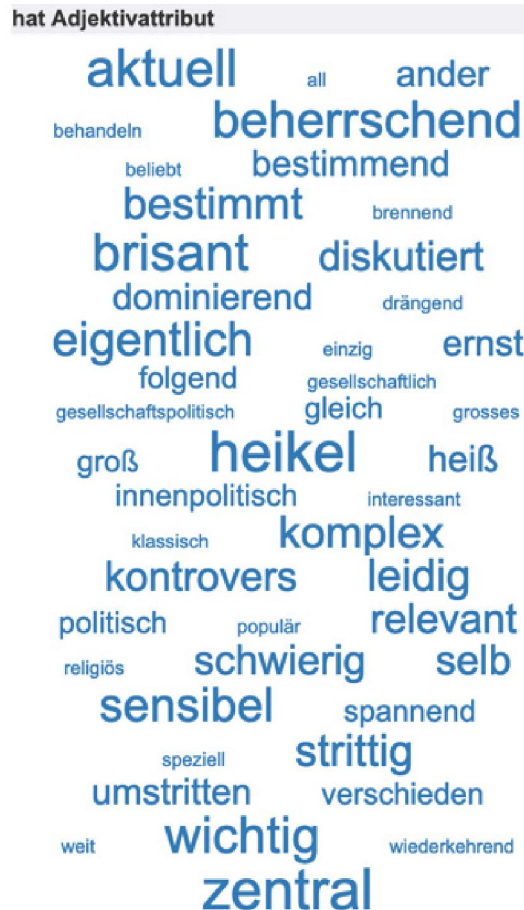 hat Adjektivattribut
aktuell all ander
behandeln beherrschend
beliebt bestimmend
bestimmt brennend
brisant diskutiert
dominierend drängend
eigentlich einzig ernst
folgend gesellschaftlich
gesellschaftspolitisch gleich grosses
groß heikel heiß
innenpolitisch interessant
klassisch komplex
kontrovers leidig
politisch populär relevant
religiös schwierig selb
sensibel spannend
speziell strittig
umstritten verschieden
weit wichtig wiederkehrend
zentral